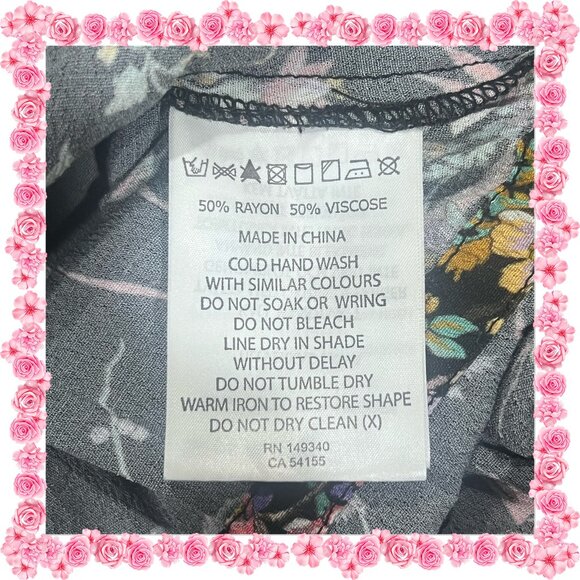 50% RAYON 50% VISCOSE
MADE IN CHINA
COLD HAND WASH
WITH SIMILAR COLOURS
DO NOT SOAK OR WRING
DO NOT BLEACH
LINE DRY IN SHADE
WITHOUT DELAY
DO NOT TUMBLE DRY
WARM IRON TO RESTORE SHAPE
DO NOT DRY CLEAN (X)
RN 149340
CA 54155